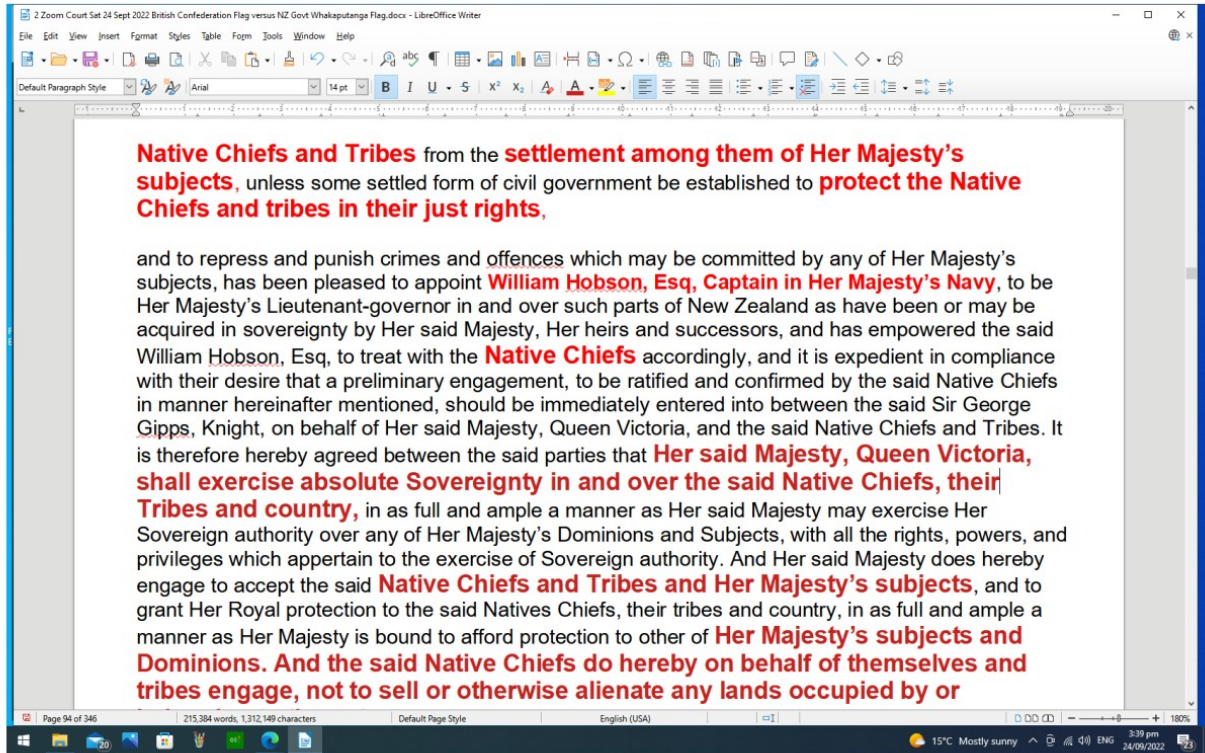 2 Zoom Court Sat 24 Sept 2022 British Confederation Flag versus NZ Govt Whakaputanga Flag.docx - LibreOffice Writer
File Edit View Insert Format Styles Table Form Tools Window Help
Default Paragraph Style Arial 14 pt B I U S X² X₂ A A
Native Chiefs and Tribes from the settlement among them of Her Majesty's
subjects, unless some settled form of civil government be established to protect the Native
Chiefs and tribes in their just rights,
and to repress and punish crimes and offences which may be committed by any of Her Majesty's
subjects, has been pleased to appoint William Hobson, Esq, Captain in Her Majesty's Navy, to be
Her Majesty's Lieutenant-governor in and over such parts of New Zealand as have been or may be
acquired in sovereignty by Her said Majesty, Her heirs and successors, and has empowered the said
William Hobson, Esq, to treat with the Native Chiefs accordingly, and it is expedient in compliance
with their desire that a preliminary engagement, to be ratified and confirmed by the said Native Chiefs
in manner hereinafter mentioned, should be immediately entered into between the said Sir George
Gipps, Knight, on behalf of Her said Majesty, Queen Victoria, and the said Native Chiefs and Tribes. It
is therefore hereby agreed between the said parties that Her said Majesty, Queen Victoria,
shall exercise absolute Sovereignty in and over the said Native Chiefs, their
Tribes and country, in as full and ample a manner as Her said Majesty may exercise Her
Sovereign authority over any of Her Majesty's Dominions and Subjects, with all the rights, powers, and
privileges which appertain to the exercise of Sovereign authority. And Her said Majesty does hereby
engage to accept the said Native Chiefs and Tribes and Her Majesty's subjects, and to
grant Her Royal protection to the said Natives Chiefs, their tribes and country, in as full and ample a
manner as Her Majesty is bound to afford protection to other of Her Majesty's subjects and
Dominions. And the said Native Chiefs do hereby on behalf of themselves and
tribes engage, not to sell or otherwise alienate any lands occupied by or
Page 94 of 346 215,384 words, 1,312,149 characters Default Page Style English (USA) 180%
15°C Mostly sunny ENG 3:39 pm
24/09/2022